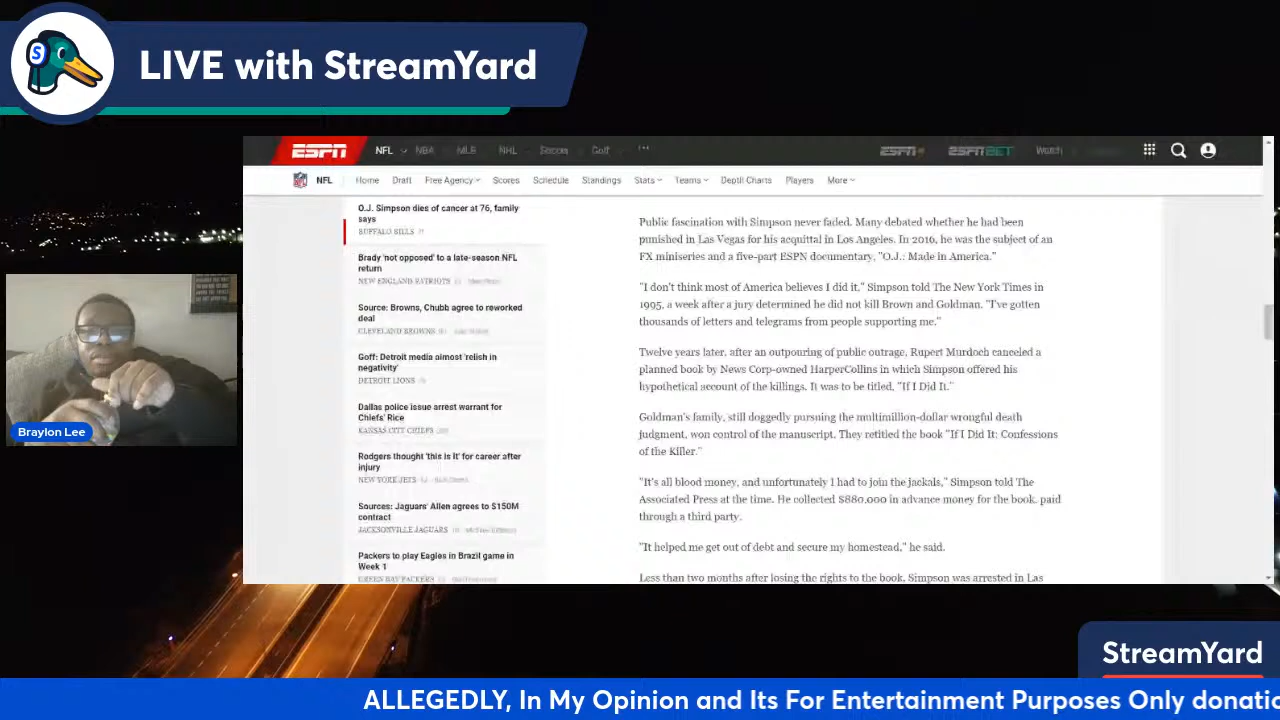 S
LIVE with StreamYard
ESPN NFL NBA MLB NHL Soccer Golf ... ESPN+ ESPN BET Watch
NFL Home Draft Free Agency Scores Schedule Standings Stats Teams Depth Charts Players More
O.J. Simpson dies of cancer at 76, family
says
BUFFALO BILLS
Brady 'not opposed' to a late-season NFL
return
NEW ENGLAND PATRIOTS
Source: Browns, Chubb agree to reworked
deal
CLEVELAND BROWNS
Goff: Detroit media almost 'relish in
negativity'
DETROIT LIONS
Dallas police issue arrest warrant for
Chiefs' Rice
KANSAS CITY CHIEFS
Rodgers thought 'this is it' for career after
injury
NEW YORK JETS
Sources: Jaguars' Allen agrees to $150M
contract
JACKSONVILLE JAGUARS
Packers to play Eagles in Brazil game in
Week 1
GREEN BAY PACKERS
Public fascination with Simpson never faded. Many debated whether he had been
punished in Las Vegas for his acquittal in Los Angeles. In 2016, he was the subject of an
FX miniseries and a five-part ESPN documentary, "O.J.: Made in America."
"I don't think most of America believes I did it," Simpson told The New York Times in
1995, a week after a jury determined he did not kill Brown and Goldman. "I've gotten
thousands of letters and telegrams from people supporting me."
Twelve years later, after an outpouring of public outrage, Rupert Murdoch canceled a
planned book by News Corp-owned HarperCollins in which Simpson offered his
hypothetical account of the killings. It was to be titled, "If I Did It."
Goldman's family, still doggedly pursuing the multimillion-dollar wrongful death
judgment, won control of the manuscript. They retitled the book "If I Did It: Confessions
of the Killer."
"It's all blood money, and unfortunately I had to join the jackals," Simpson told The
Associated Press at the time. He collected $880,000 in advance money for the book, paid
through a third party.
"It helped me get out of debt and secure my homestead," he said.
Less than two months after losing the rights to the book, Simpson was arrested in Las
Braylon Lee
StreamYard
ALLEGEDLY, In My Opinion and Its For Entertainment Purposes Only donatio